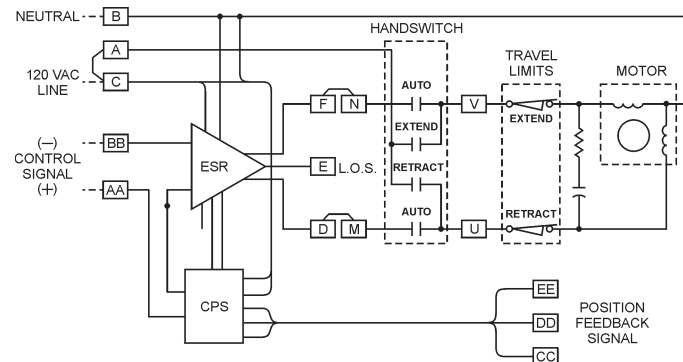 NEUTRAL
B
HANDSWITCH
A
120 VAC
LINE
C
TRAVEL
LIMITS
MOTOR
AUTO
F
N
V
EXTEND
EXTEND
(—)
CONTROL
SIGNAL
(+)
BB
AA
ESR
E
L.O.S.
RETRACT
AUTO
RETRACT
D
M
U
CPS
EE
DD
CC
POSITION
FEEDBACK
SIGNAL